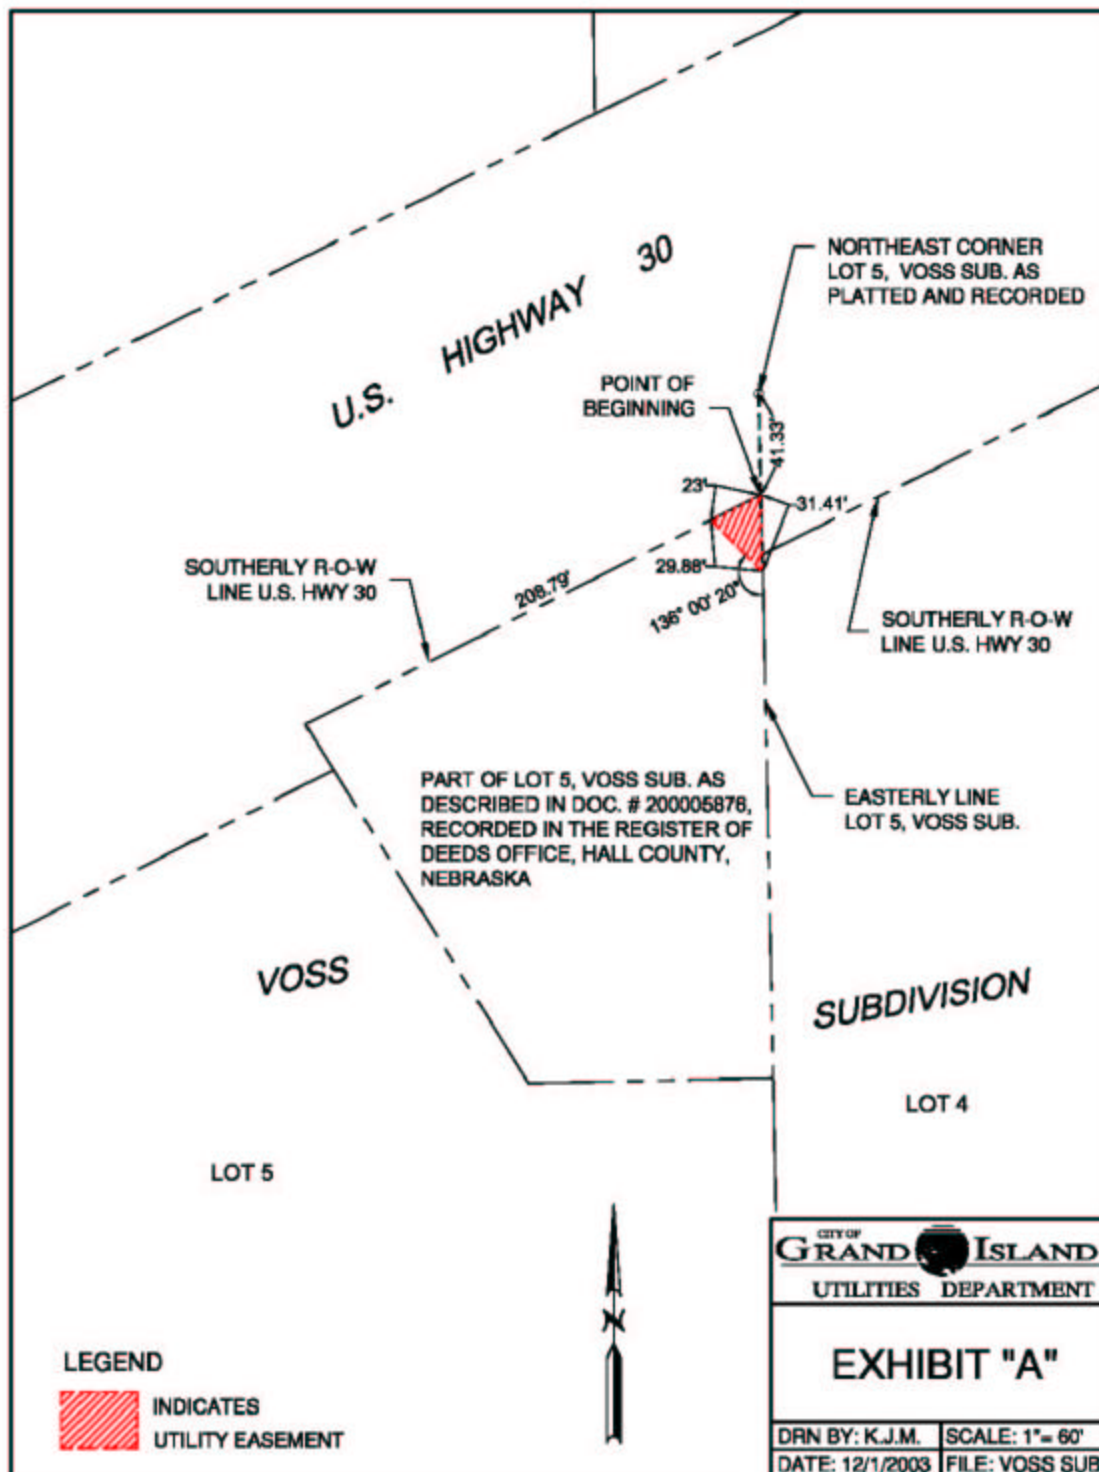 U.S. HIGHWAY 30
NORTHEAST CORNER
LOT 5, VOSS SUB. AS
PLATTED AND RECORDED
POINT OF
BEGINNING
41.33'
23'
31.41'
29.88'
136° 00' 20"
208.79'
SOUTHERLY R-O-W
LINE U.S. HWY 30
SOUTHERLY R-O-W
LINE U.S. HWY 30
PART OF LOT 5, VOSS SUB. AS
DESCRIBED IN DOC. # 200005876,
RECORDED IN THE REGISTER OF
DEEDS OFFICE, HALL COUNTY,
NEBRASKA
EASTERLY LINE
LOT 5, VOSS SUB.
VOSS
SUBDIVISION
LOT 4
LOT 5
N
LEGEND
INDICATES
UTILITY EASEMENT
CITY OF
GRAND ISLAND
UTILITIES DEPARTMENT
EXHIBIT "A"
DRN BY: K.J.M.
SCALE: 1"= 60'
DATE: 12/1/2003
FILE: VOSS SUB